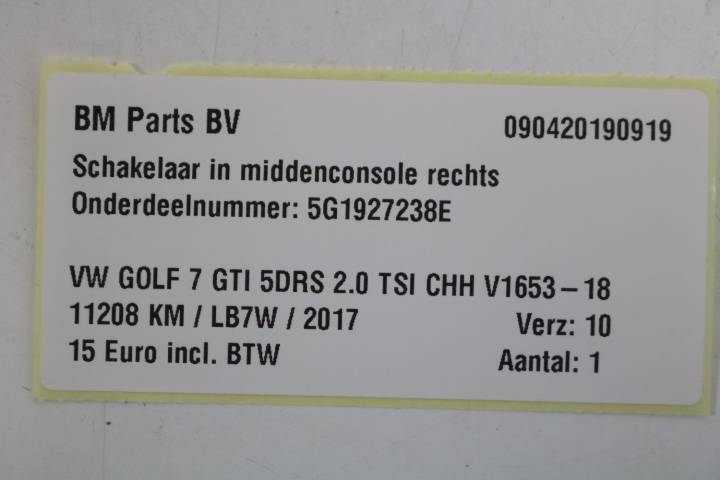 BM Parts BV 090420190919
Schakelaar in middenconsole rechts
Onderdeelnummer: 5G1927238E
VW GOLF 7 GTI 5DRS 2.0 TSI CHH V1653-18
11208 KM / LB7W / 2017 Verz: 10
15 Euro incl. BTW Aantal: 1